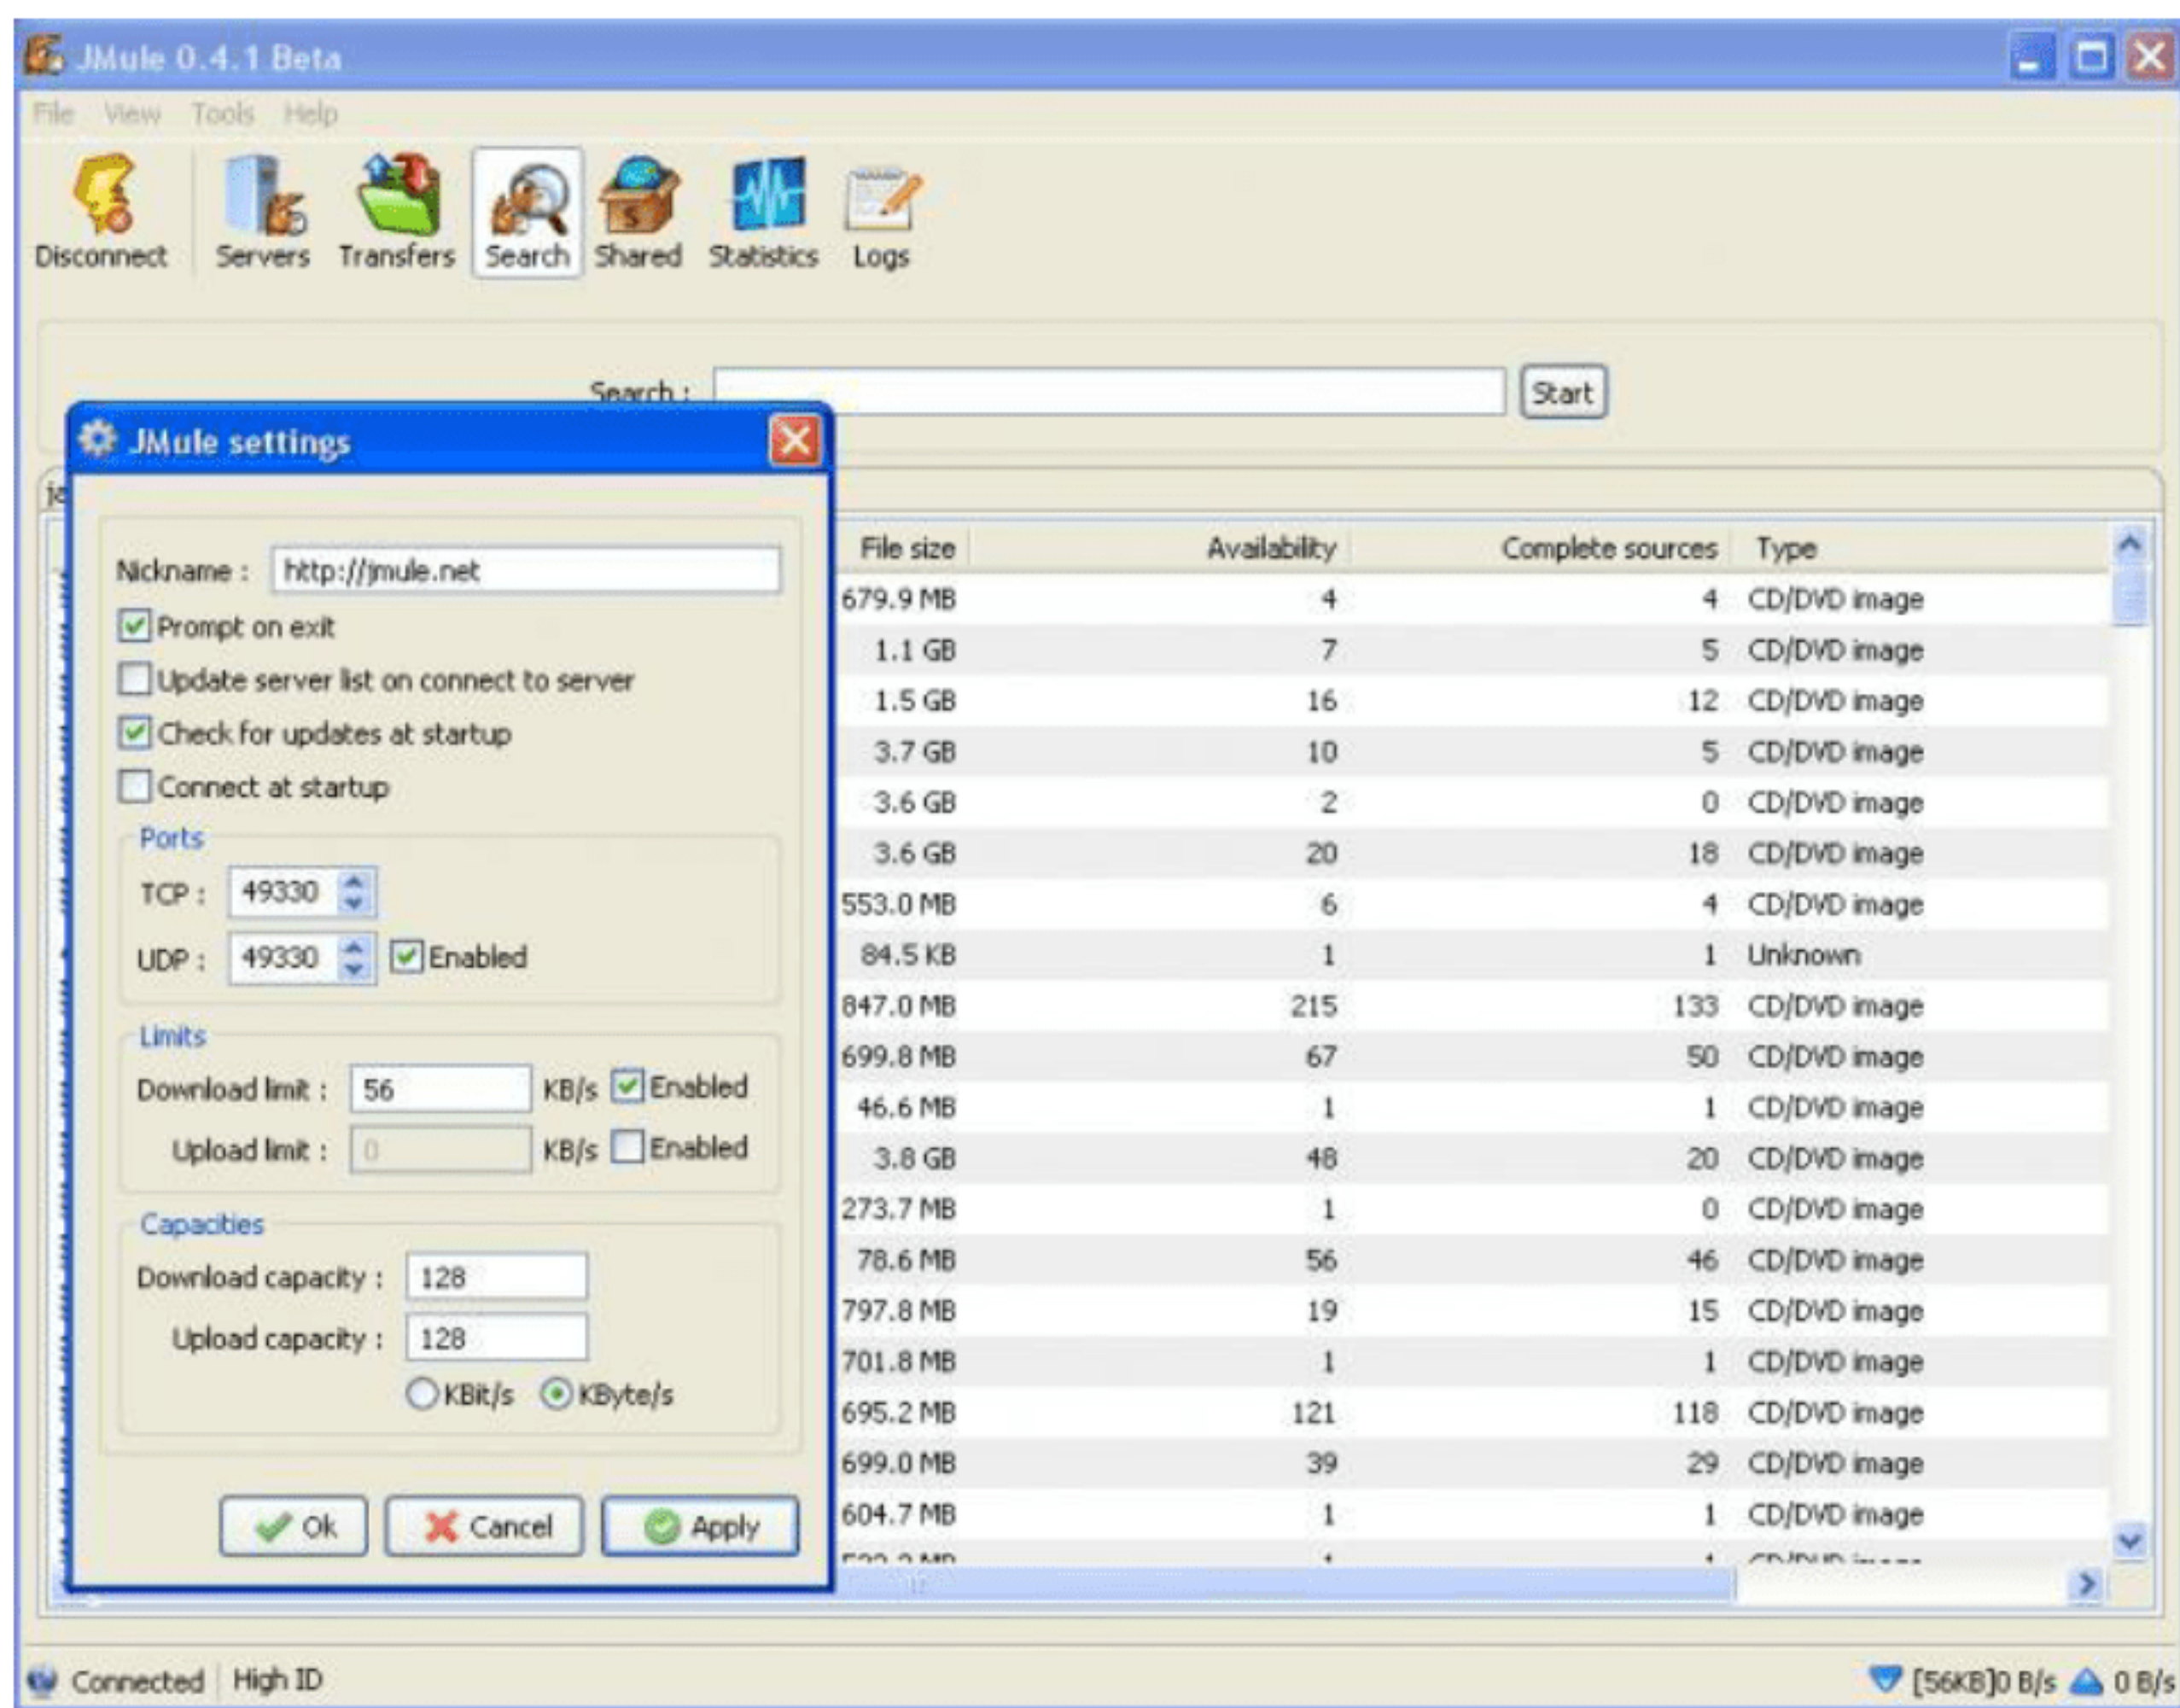 JMule 0.4.1 Beta
File View Tools Help
Disconnect Servers Transfers Search Shared Statistics Logs
Search : Start
JMule settings
Nickname : http://jmule.net
Prompt on exit
Update server list on connect to server
Check for updates at startup
Connect at startup
Ports
TCP : 49330
UDP : 49330 Enabled
Limits
Download limit : 56 KB/s Enabled
Upload limit : 0 KB/s Enabled
Capacities
Download capacity : 128
Upload capacity : 128
KBit/s KByte/s
Ok Cancel Apply
File size Availability Complete sources Type
679.9 MB 4 4 CD/DVD image
1.1 GB 7 5 CD/DVD image
1.5 GB 16 12 CD/DVD image
3.7 GB 10 5 CD/DVD image
3.6 GB 2 0 CD/DVD image
3.6 GB 20 18 CD/DVD image
553.0 MB 6 4 CD/DVD image
84.5 KB 1 1 Unknown
847.0 MB 215 133 CD/DVD image
699.8 MB 67 50 CD/DVD image
46.6 MB 1 1 CD/DVD image
3.8 GB 48 20 CD/DVD image
273.7 MB 1 0 CD/DVD image
78.6 MB 56 46 CD/DVD image
797.8 MB 19 15 CD/DVD image
701.8 MB 1 1 CD/DVD image
695.2 MB 121 118 CD/DVD image
699.0 MB 39 29 CD/DVD image
604.7 MB 1 1 CD/DVD image
Connected High ID [56KB]0 B/s 0 B/s